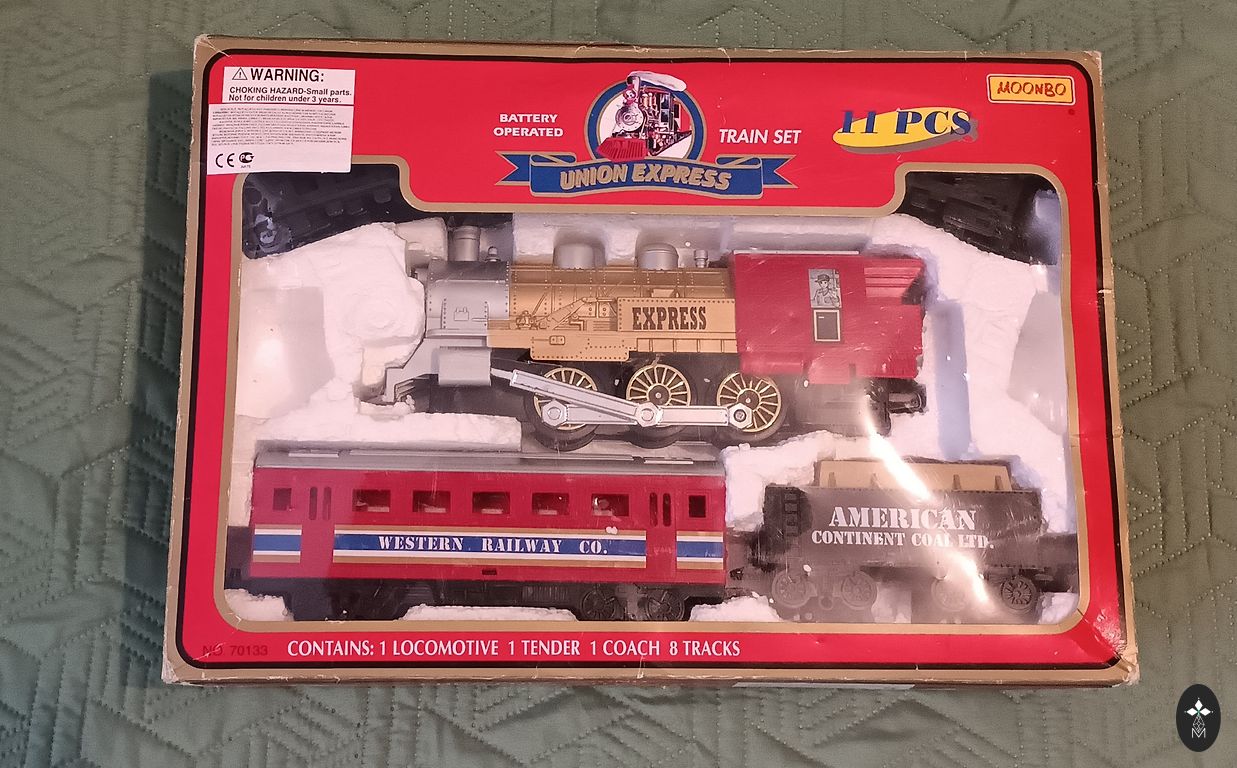 WARNING:
CHOKING HAZARD-Small parts.
Not for children under 3 years.
CE
MOONBO
BATTERY
OPERATED
TRAIN SET
11 PCS
UNION EXPRESS
EXPRESS
WESTERN RAILWAY CO.
AMERICAN
CONTINENT COAL LTD.
NO. 70133
CONTAINS: 1 LOCOMOTIVE 1 TENDER 1 COACH 8 TRACKS
M